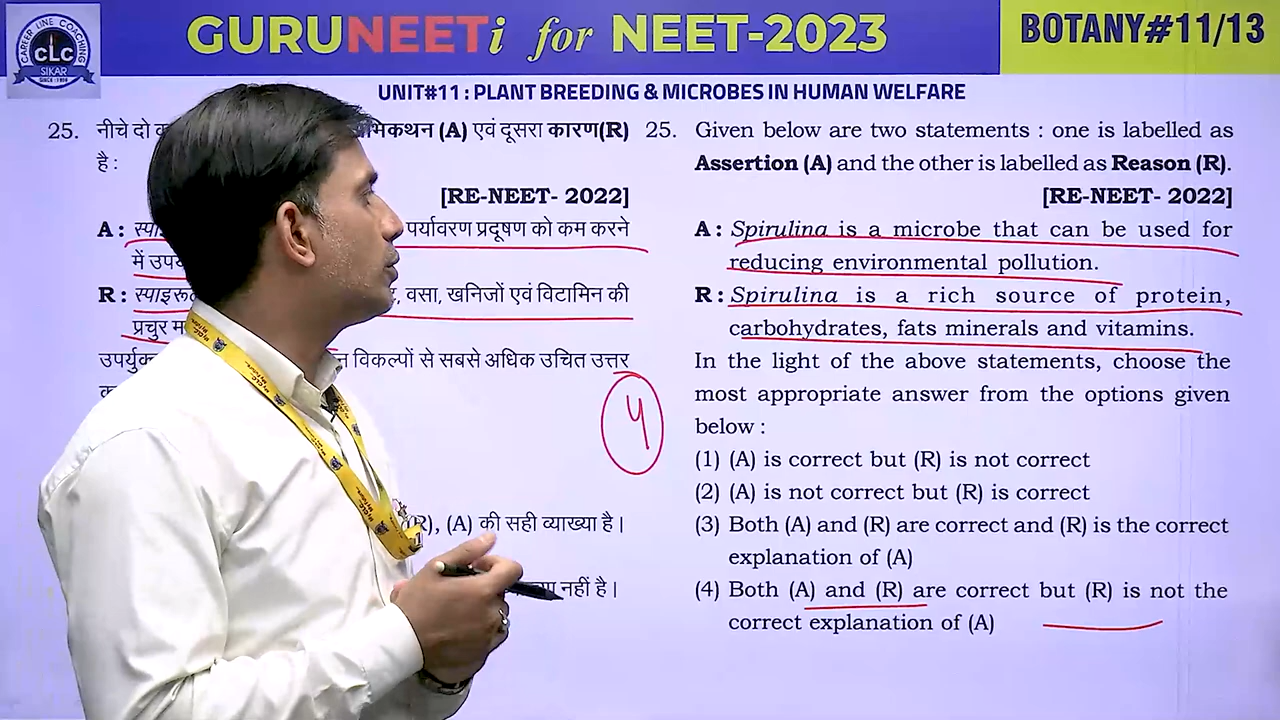 GURUNEETi for NEET-2023
BOTANY#11/13
CAREER LINE COACHING
CLC
SIKAR
SINCE : 1996
UNIT#11 : PLANT BREEDING & MICROBES IN HUMAN WELFARE
25. नीचे दो एवं दूसरा कारण(R)
है :
[RE-NEET- 2022]
A : पर्यावरण प्रदूषण को कम करने
में
R : वसा, खनिजों एवं विटामिन की
प्रचुर
विकल्पों से सबसे अधिक उचित उत्तर
(R), (A) की सही व्याख्या है।
नहीं है।
4
25. Given below are two statements : one is labelled as
Assertion (A) and the other is labelled as Reason (R).
[RE-NEET- 2022]
A : Spirulina is a microbe that can be used for
reducing environmental pollution.
R : Spirulina is a rich source of protein,
carbohydrates, fats minerals and vitamins.
In the light of the above statements, choose the
most appropriate answer from the options given
below :
(1) (A) is correct but (R) is not correct
(2) (A) is not correct but (R) is correct
(3) Both (A) and (R) are correct and (R) is the correct
explanation of (A)
(4) Both (A) and (R) are correct but (R) is not the
correct explanation of (A)